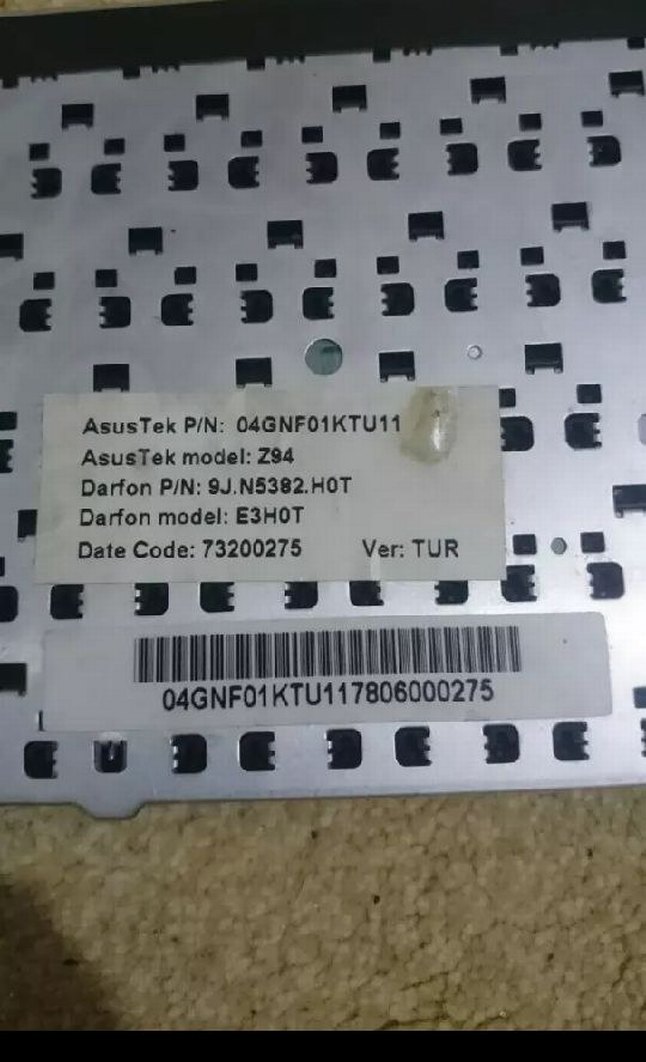 AsusTek P/N: 04GNF01KTU11
AsusTek model: Z94
Darfon P/N: 9J.N5382.H0T
Darfon model: E3H0T
Date Code: 73200275 Ver: TUR
04GNF01KTU117806000275